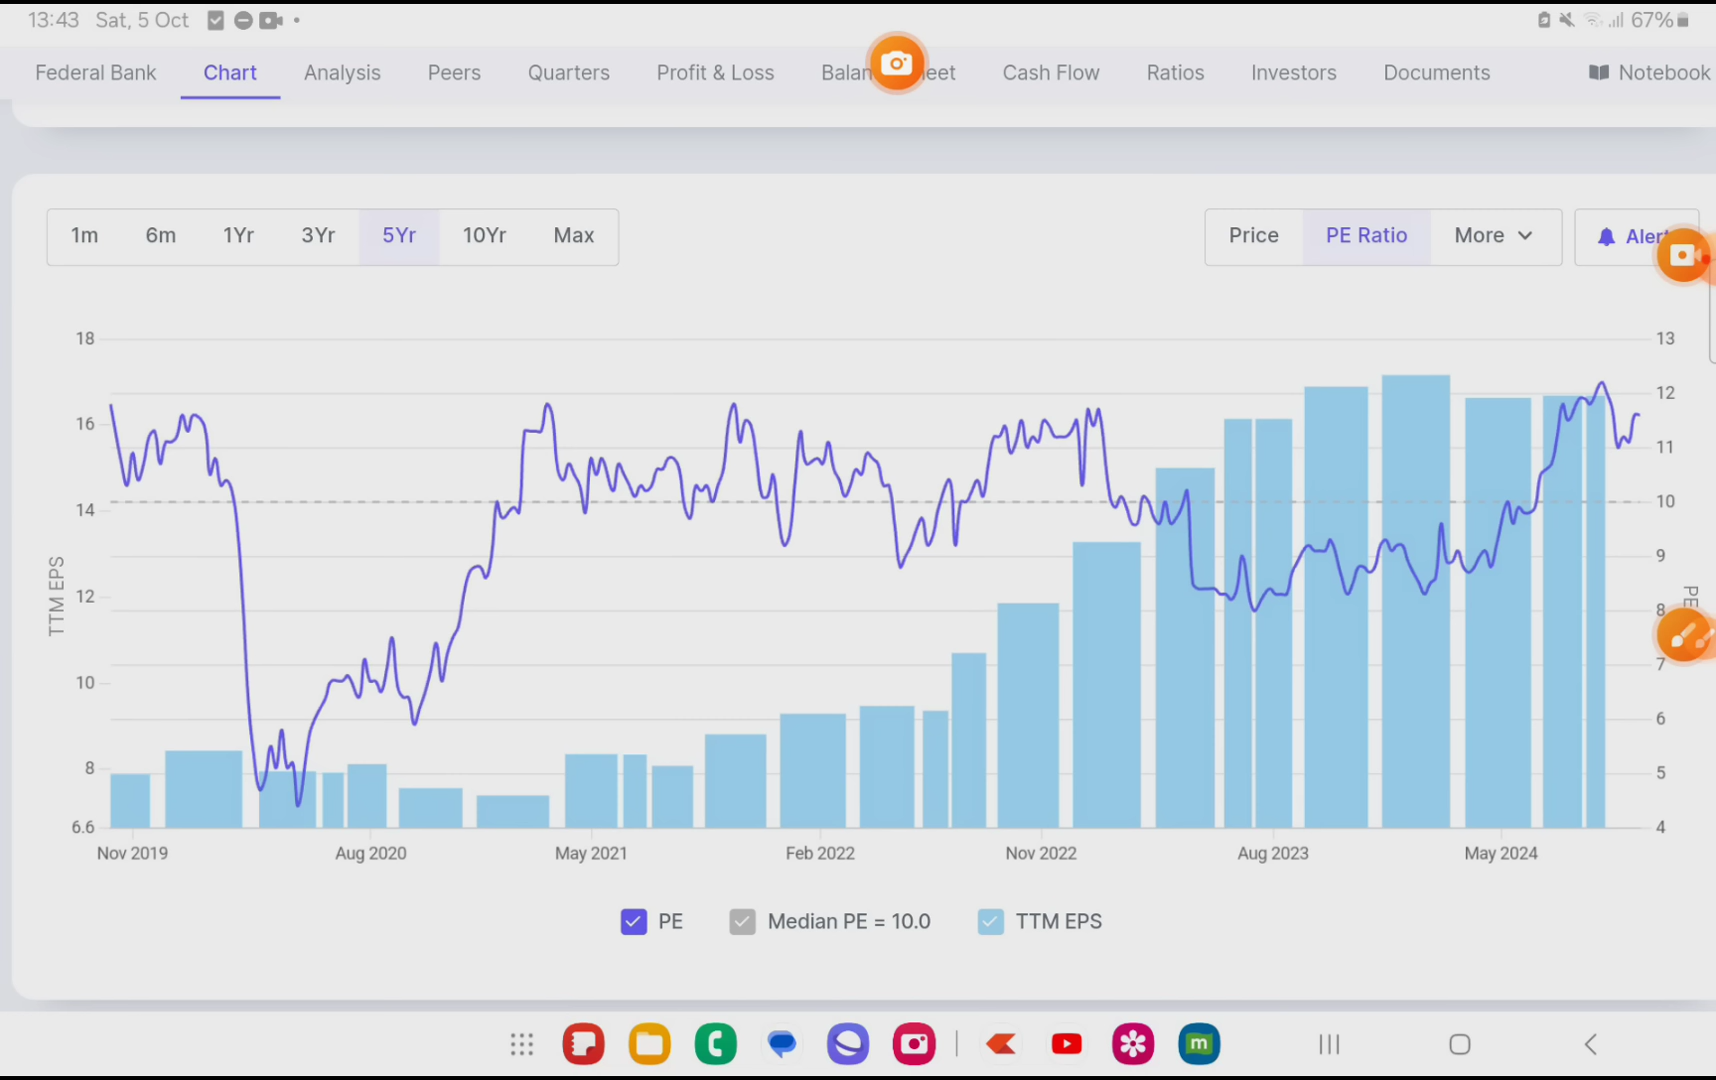 13:43 Sat, 5 Oct 67%
Federal Bank Chart Analysis Peers Quarters Profit & Loss Cash Flow Ratios Investors Documents Notebook
1m 6m 1Yr 3Yr 5Yr 10Yr Max Price PE Ratio More
18 13
12
16
11
14 10
9
12
8
7
10
6
8 5
6.6 4
TTM EPS
PE
Nov 2019 Aug 2020 May 2021 Feb 2022 Nov 2022 Aug 2023 May 2024
PE Median PE = 10.0 TTM EPS
m